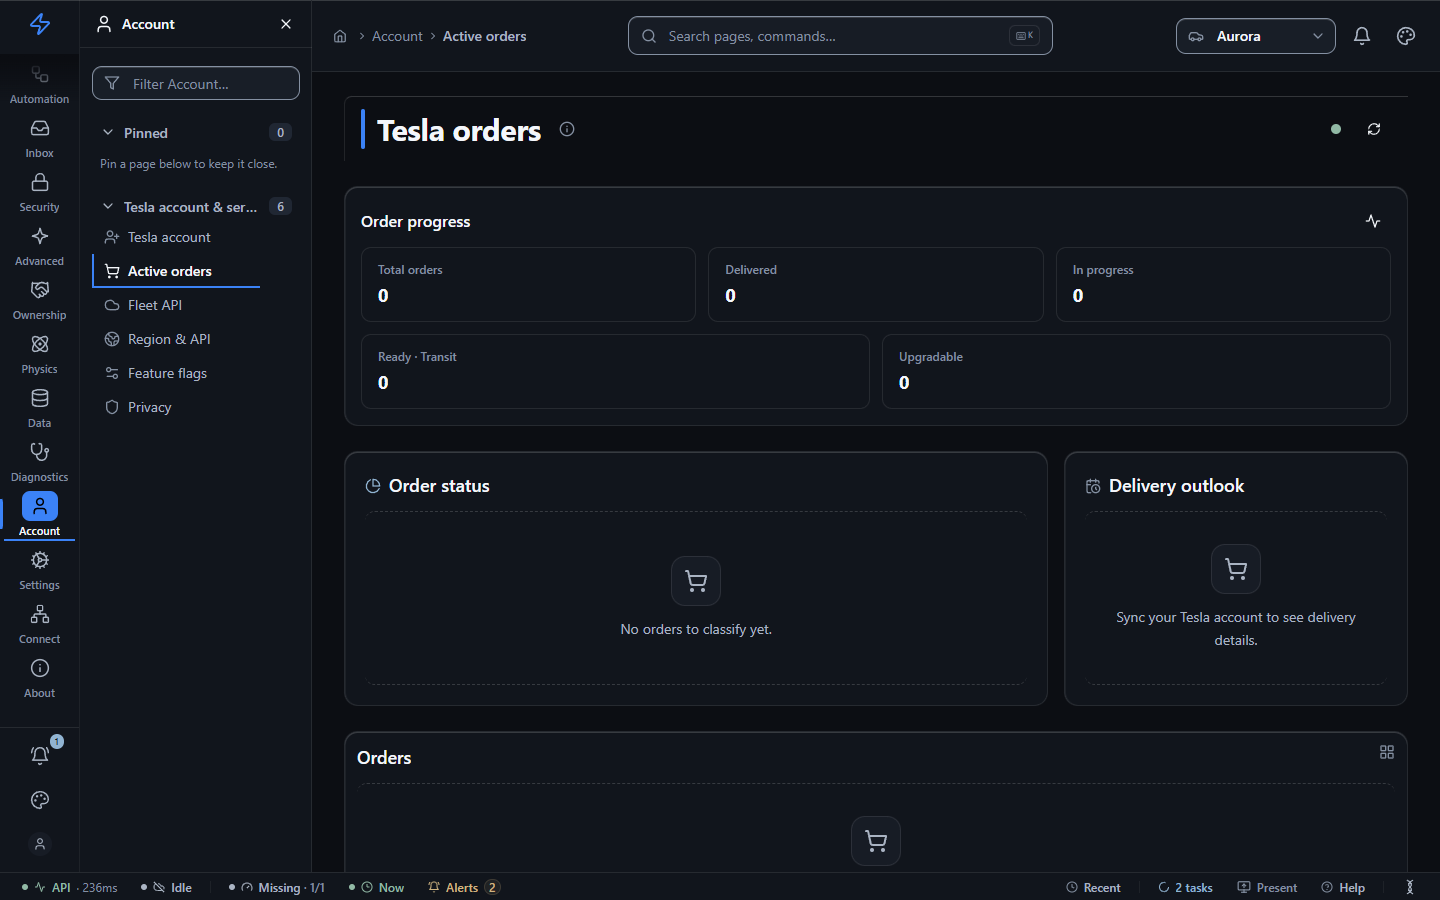 Automation
Inbox
Security
Advanced
Ownership
Physics
Data
Diagnostics
Account
Settings
Connect
About
1
Account
Filter Account...
Pinned
0
Pin a page below to keep it close.
Tesla account & ser...
6
Tesla account
Active orders
Fleet API
Region & API
Feature flags
Privacy
Account
Active orders
Search pages, commands...
K
Aurora
Tesla orders
Order progress
Total orders
0
Delivered
0
In progress
0
Ready · Transit
0
Upgradable
0
Order status
No orders to classify yet.
Delivery outlook
Sync your Tesla account to see delivery
details.
Orders
API · 236ms
Idle
Missing · 1/1
Now
Alerts 2
Recent
2 tasks
Present
Help